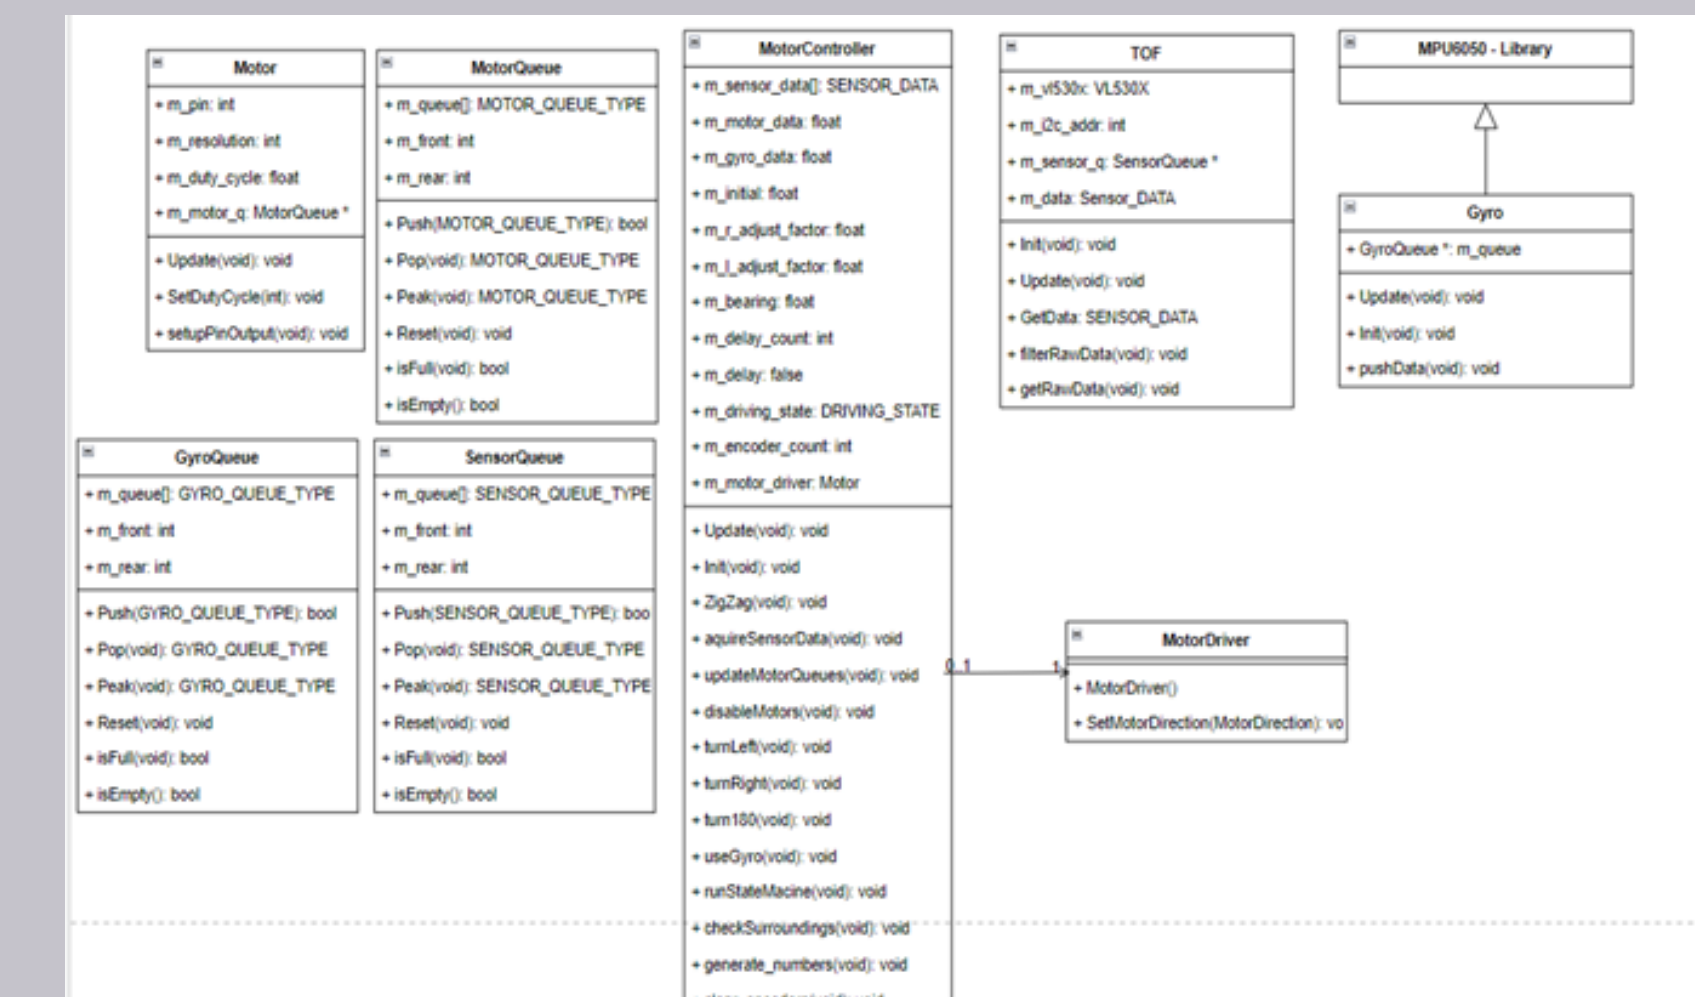 Motor
+ m_pin: int
+ m_resolution: int
+ m_duty_cycle: float
+ m_motor_q: MotorQueue *
+ Update(void): void
+ SetDutyCycle(int): void
+ setupPinOutput(void): void
MotorQueue
+ m_queue[]: MOTOR_QUEUE_TYPE
+ m_front: int
+ m_rear: int
+ Push(MOTOR_QUEUE_TYPE): bool
+ Pop(void): MOTOR_QUEUE_TYPE
+ Peak(void): MOTOR_QUEUE_TYPE
+ Reset(void): void
+ isFull(void): bool
+ isEmpty(): bool
GyroQueue
+ m_queue[]: GYRO_QUEUE_TYPE
+ m_front: int
+ m_rear: int
+ Push(GYRO_QUEUE_TYPE): bool
+ Pop(void): GYRO_QUEUE_TYPE
+ Peak(void): GYRO_QUEUE_TYPE
+ Reset(void): void
+ isFull(void): bool
+ isEmpty(): bool
SensorQueue
+ m_queue[]: SENSOR_QUEUE_TYPE
+ m_front: int
+ m_rear: int
+ Push(SENSOR_QUEUE_TYPE): boo
+ Pop(void): SENSOR_QUEUE_TYPE
+ Peak(void): SENSOR_QUEUE_TYPE
+ Reset(void): void
+ isFull(void): bool
+ isEmpty(): bool
MotorController
+ m_sensor_data[]: SENSOR_DATA
+ m_motor_data: float
+ m_gyro_data: float
+ m_initial: float
+ m_r_adjust_factor: float
+ m_l_adjust_factor: float
+ m_bearing: float
+ m_delay_count: int
+ m_delay: false
+ m_driving_state: DRIVING_STATE
+ m_encoder_count: int
+ m_motor_driver: Motor
+ Update(void): void
+ Init(void): void
+ ZigZag(void): void
+ aquireSensorData(void): void
+ updateMotorQueues(void): void
+ disableMotors(void): void
+ turnLeft(void): void
+ turnRight(void): void
+ turn180(void): void
+ useGyro(void): void
+ runStateMacine(void): void
+ checkSurroundings(void): void
+ generate_numbers(void): void
0..1
1
TOF
+ m_vl530x: VL530X
+ m_i2c_addr: int
+ m_sensor_q: SensorQueue *
+ m_data: Sensor_DATA
+ Init(void): void
+ Update(void): void
+ GetData: SENSOR_DATA
+ filterRawData(void): void
+ getRawData(void): void
MPU6050 - Library
Gyro
+ GyroQueue *: m_queue
+ Update(void): void
+ Init(void): void
+ pushData(void): void
MotorDriver
+ MotorDriver()
+ SetMotorDirection(MotorDirection): vo